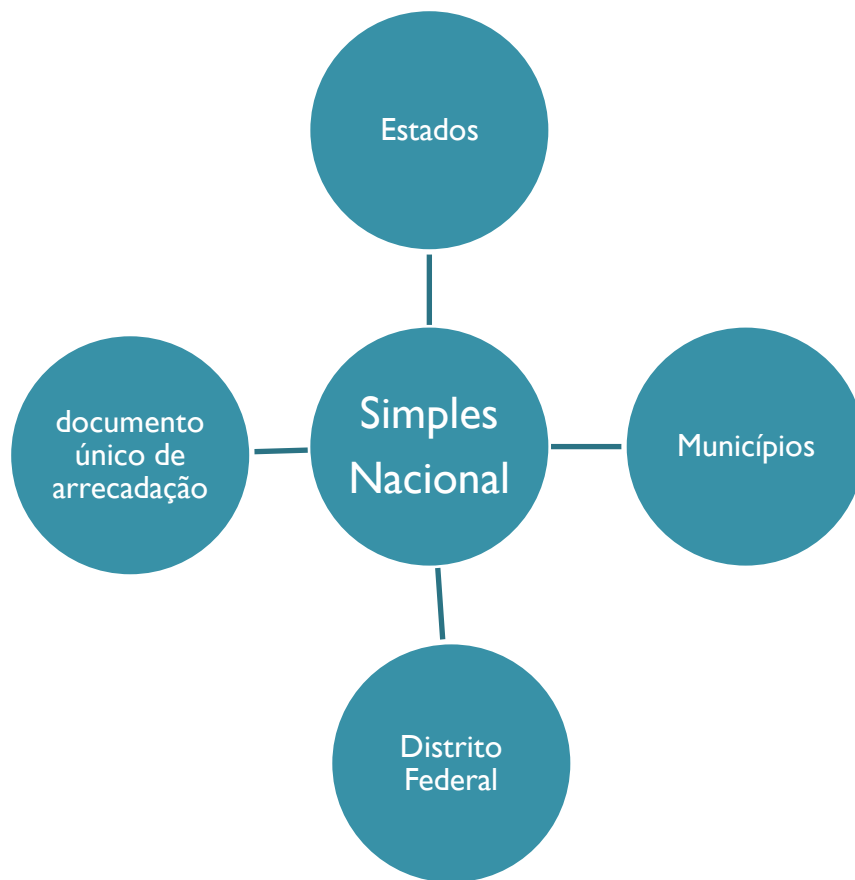 Estados
documento
único de
arrecadação
Simples
Nacional
Municípios
Distrito
Federal